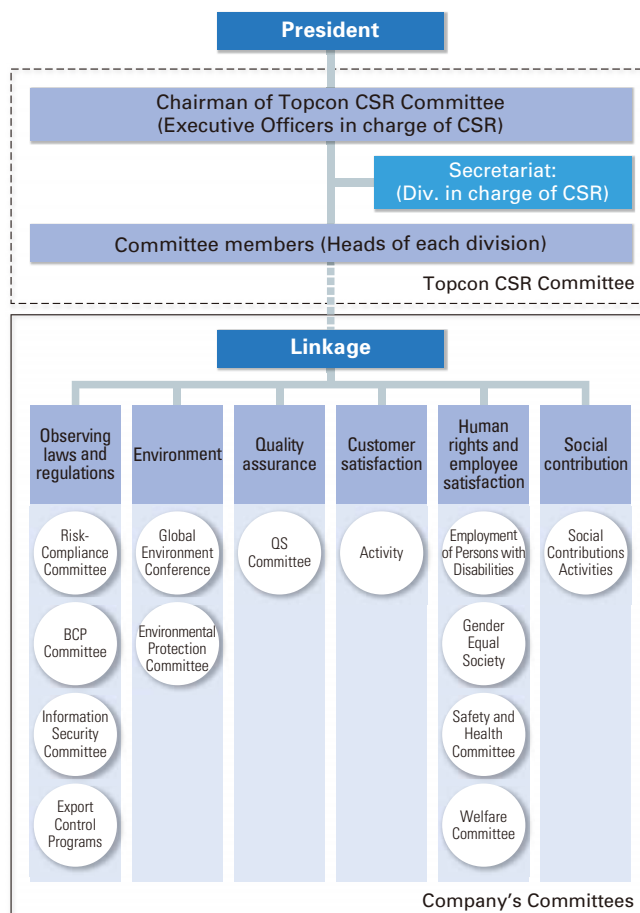 President
Chairman of Topcon CSR Committee
(Executive Officers in charge of CSR)
Secretariat:
(Div. in charge of CSR)
Committee members (Heads of each division)
Topcon CSR Committee
Linkage
Observing
laws and
regulations
Environment
Quality
assurance
Customer
satisfaction
Human
rights and
employee
satisfaction
Social
contribution
Risk-
Compliance
Committee
BCP
Committee
Information
Security
Committee
Export
Control
Programs
Global
Environment
Conference
Environmental
Protection
Committee
QS
Committee
Activity
Employment
of Persons with
Disabilities
Gender
Equal
Society
Safety and
Health
Committee
Welfare
Committee
Social
Contributions
Activities
Company's Committees